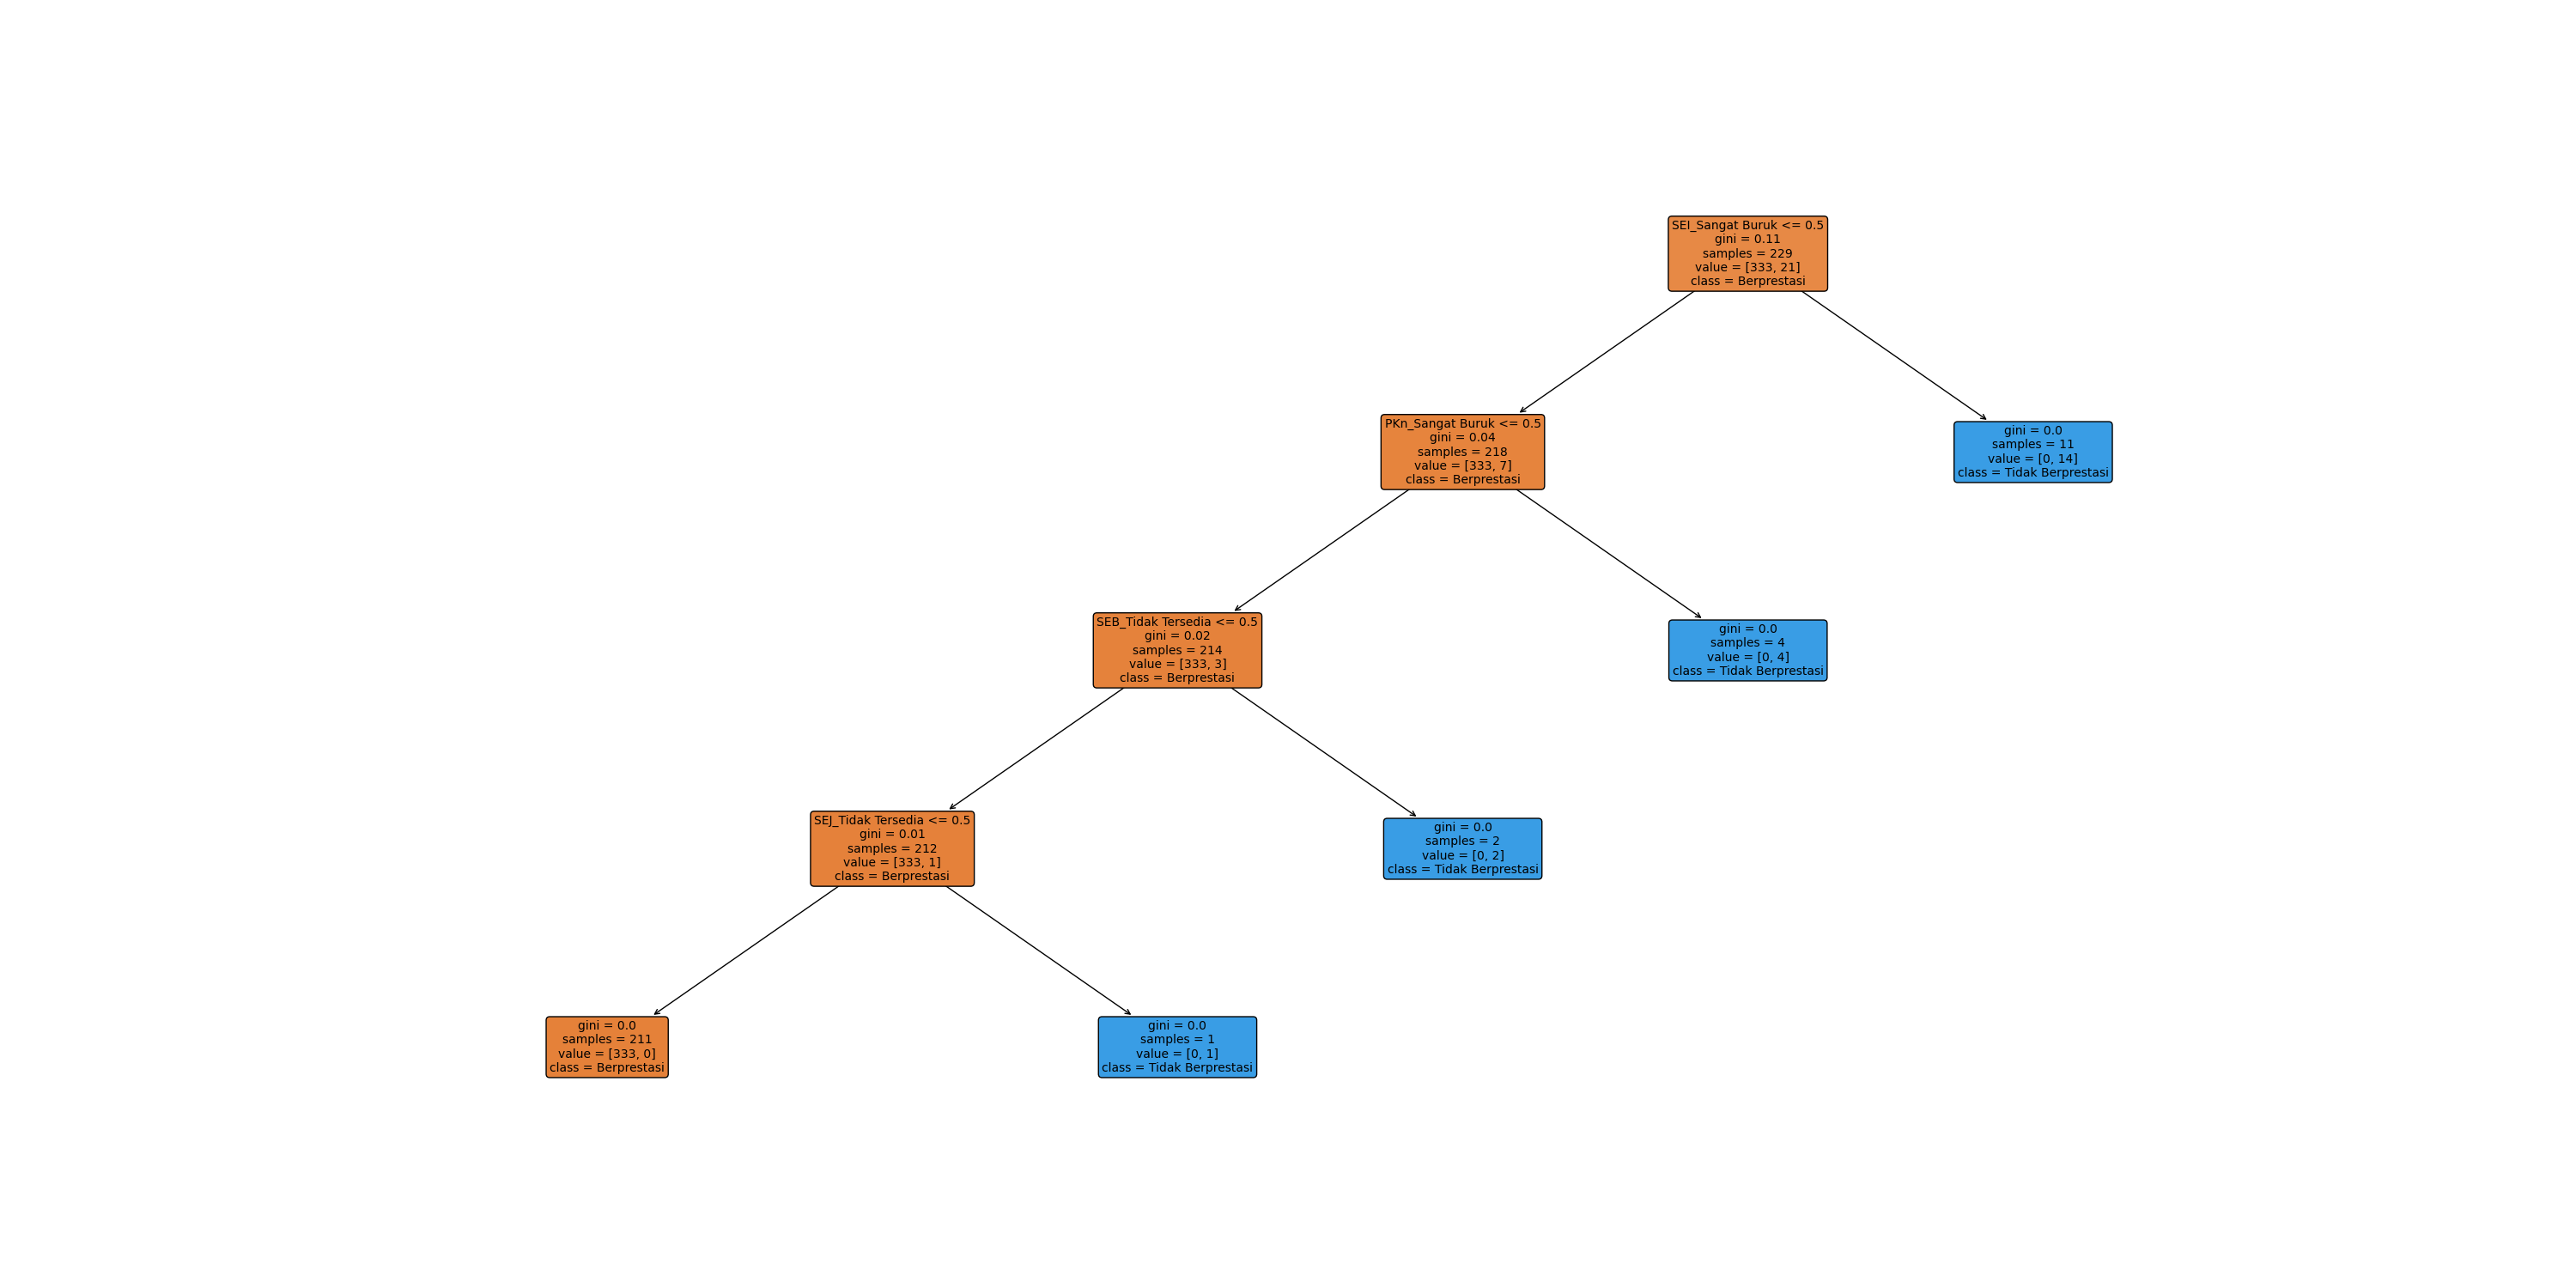 SEI_Sangat Buruk <= 0.5
gini = 0.11
samples = 229
value = [333, 21]
class = Berprestasi
PKn_Sangat Buruk <= 0.5
gini = 0.04
samples = 218
value = [333, 7]
class = Berprestasi
gini = 0.0
samples = 11
value = [0, 14]
class = Tidak Berprestasi
SEB_Tidak Tersedia <= 0.5
gini = 0.02
samples = 214
value = [333, 3]
class = Berprestasi
gini = 0.0
samples = 4
value = [0, 4]
class = Tidak Berprestasi
SEJ_Tidak Tersedia <= 0.5
gini = 0.01
samples = 212
value = [333, 1]
class = Berprestasi
gini = 0.0
samples = 2
value = [0, 2]
class = Tidak Berprestasi
gini = 0.0
samples = 211
value = [333, 0]
class = Berprestasi
gini = 0.0
samples = 1
value = [0, 1]
class = Tidak Berprestasi